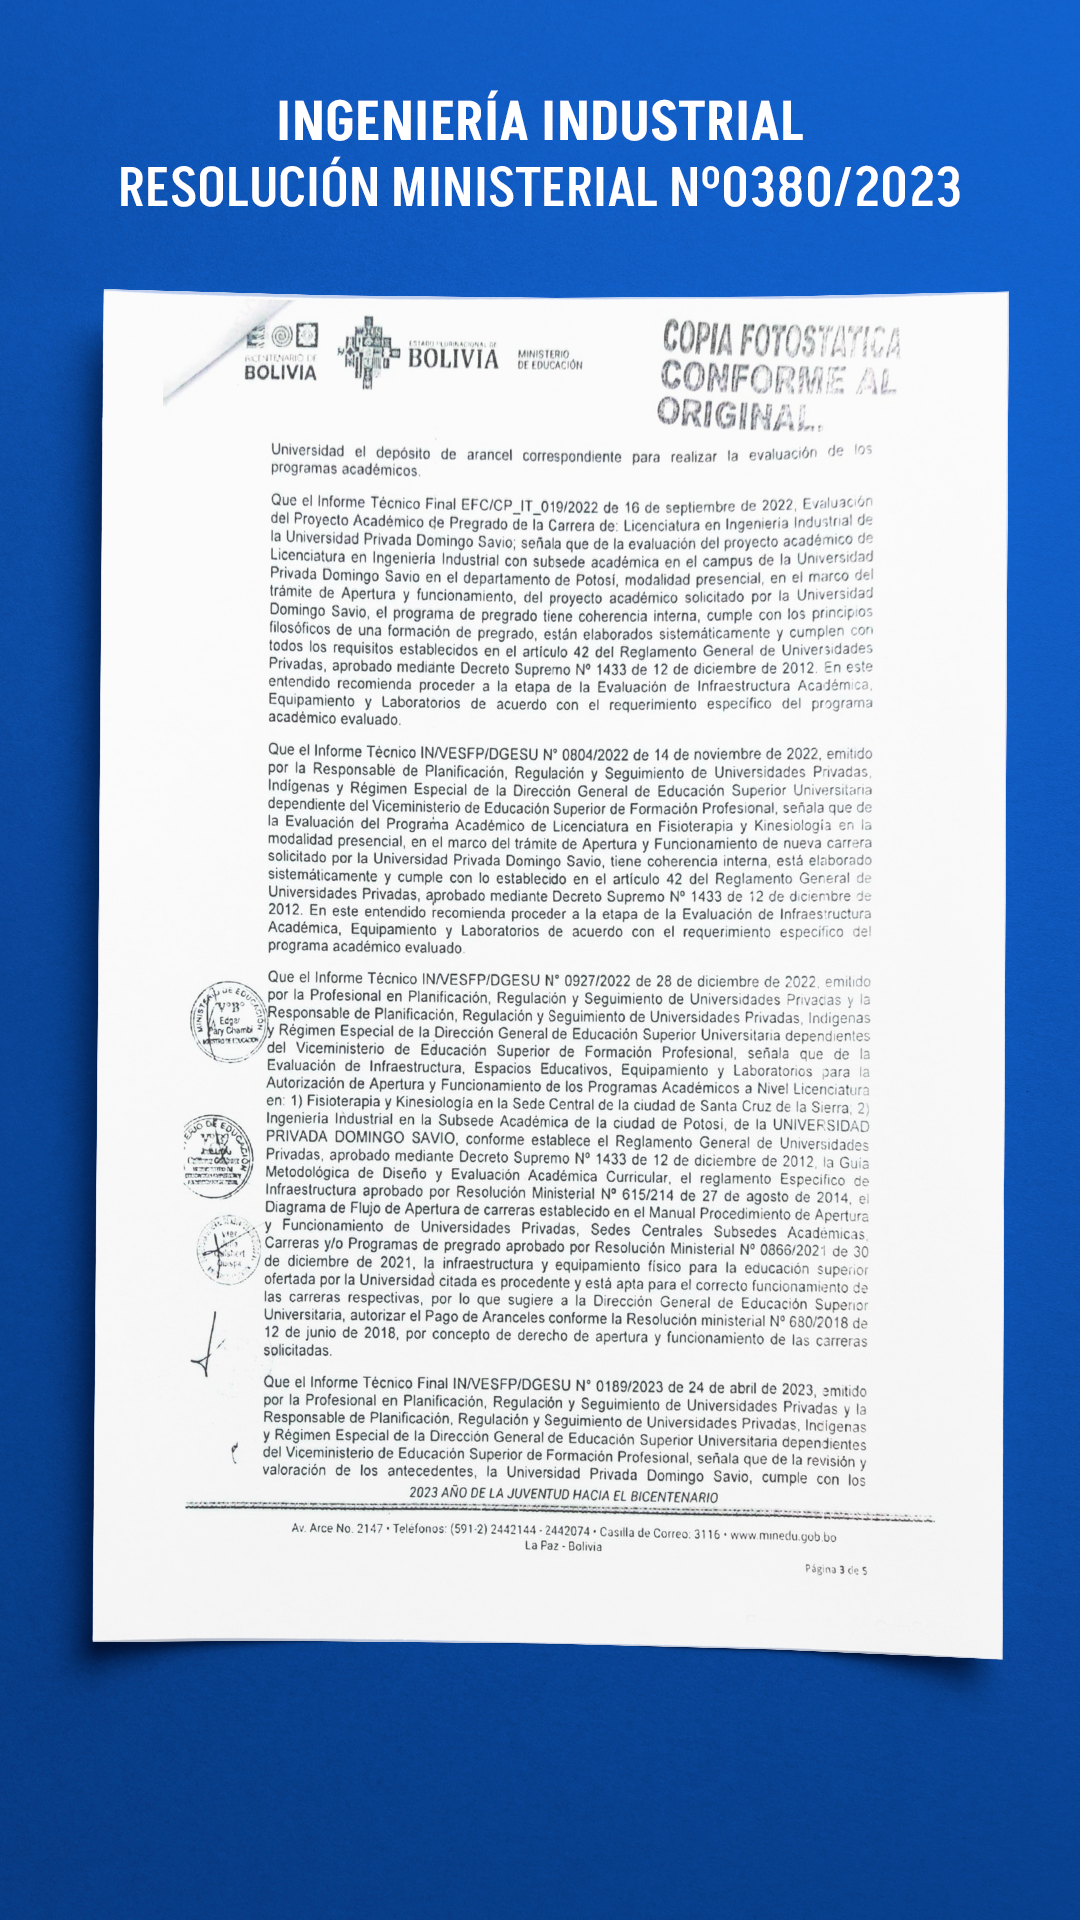 INGENIERÍA INDUSTRIAL
RESOLUCIÓN MINISTERIAL Nº0380/2023
BICENTENARIO DE
BOLIVIA
ESTADO PLURINACIONAL DE
BOLIVIA
MINISTERIO
DE EDUCACIÓN
COPIA FOTOSTATICA
CONFORME AL
ORIGINAL..
Universidad el depósito de arancel correspondiente para realizar la evaluación de los
programas académicos.
Que el Informe Técnico Final EFC/CP_IT_019/2022 de 16 de septiembre de 2022, Evaluación
del Proyecto Académico de Pregrado de la Carrera de: Licenciatura en Ingeniería Industrial de
la Universidad Privada Domingo Savio; señala que de la evaluación del proyecto académico de
Licenciatura en Ingeniería Industrial con subsede académica en el campus de la Universidad
Privada Domingo Savio en el departamento de Potosí, modalidad presencial, en el marco del
trámite de Apertura y funcionamiento, del proyecto académico solicitado por la Universidad
Domingo Savio, el programa de pregrado tiene coherencia interna, cumple con los principios
filosóficos de una formación de pregrado, están elaborados sistemáticamente y cumplen con
todos los requisitos establecidos en el artículo 42 del Reglamento General de Universidades
Privadas, aprobado mediante Decreto Supremo Nº 1433 de 12 de diciembre de 2012. En este
entendido recomienda proceder a la etapa de la Evaluación de Infraestructura Académica,
Equipamiento y Laboratorios de acuerdo con el requerimiento especifico del programa
académico evaluado.
Que el Informe Técnico IN/VESFP/DGESU N° 0804/2022 de 14 de noviembre de 2022, emitido
por la Responsable de Planificación, Regulación y Seguimiento de Universidades Privadas,
Indígenas y Régimen Especial de la Dirección General de Educación Superior Universitaria
dependiente del Viceministerio de Educación Superior de Formación Profesional, señala que de
la Evaluación del Programa Académico de Licenciatura en Fisioterapia y Kinesiología en la
modalidad presencial, en el marco del trámite de Apertura y Funcionamiento de nueva carrera
solicitado por la Universidad Privada Domingo Savio, tiene coherencia interna, está elaborado
sistemáticamente y cumple con lo establecido en el artículo 42 del Reglamento General de
Universidades Privadas, aprobado mediante Decreto Supremo N° 1433 de 12 de diciembre de
2012. En este entendido recomienda proceder a la etapa de la Evaluación de Infraestructura
Académica, Equipamiento y Laboratorios de acuerdo con el requerimiento especifico del
programa académico evaluado.
Que el Informe Técnico IN/VESFP/DGESU N° 0927/2022 de 28 de diciembre de 2022, emitido
por la Profesional en Planificación, Regulación y Seguimiento de Universidades Privadas y la
Responsable de Planificación, Regulación y Seguimiento de Universidades Privadas, Indígenas
y Régimen Especial de la Dirección General de Educación Superior Universitaria dependientes
del Viceministerio de Educación Superior de Formación Profesional, señala que de la
Evaluación de Infraestructura, Espacios Educativos, Equipamiento y Laboratorios para la
Autorización de Apertura y Funcionamiento de los Programas Académicos a Nivel Licenciatura
en: 1) Fisioterapia y Kinesiología en la Sede Central de la ciudad de Santa Cruz de la Sierra, 2)
Ingeniería Industrial en la Subsede Académica de la ciudad de Potosí, de la UNIVERSIDAD
PRIVADA DOMINGO SAVIO, conforme establece el Reglamento General de Universidades
Privadas, aprobado mediante Decreto Supremo N° 1433 de 12 de diciembre de 2012, la Guía
Metodológica de Diseño y Evaluación Académica Curricular, el reglamento Específico de
Infraestructura aprobado por Resolución Ministerial N° 615/214 de 27 de agosto de 2014, el
Diagrama de Flujo de Apertura de carreras establecido en el Manual Procedimiento de Apertura
y Funcionamiento de Universidades Privadas, Sedes Centrales Subsedes Académicas,
Carreras y/o Programas de pregrado aprobado por Resolución Ministerial N° 0866/2021 de 30
de diciembre de 2021, la infraestructura y equipamiento físico para la educación superior
ofertada por la Universidad citada es procedente y está apta para el correcto funcionamiento de
las carreras respectivas, por lo que sugiere a la Dirección General de Educación Superior
Universitaria, autorizar el Pago de Aranceles conforme la Resolución ministerial N° 680/2018 de
12 de junio de 2018, por concepto de derecho de apertura y funcionamiento de las carreras
solicitadas.
Que el Informe Técnico Final IN/VESFP/DGESU N° 0189/2023 de 24 de abril de 2023, emitido
por la Profesional en Planificación, Regulación y Seguimiento de Universidades Privadas y la
Responsable de Planificación, Regulación y Seguimiento de Universidades Privadas, Indígenas
y Régimen Especial de la Dirección General de Educación Superior Universitaria dependientes
del Viceministerio de Educación Superior de Formación Profesional, señala que de la revisión y
valoración de los antecedentes, la Universidad Privada Domingo Savio, cumple con los
MINISTERIO DE EDUCACIÓN
V°B°
Edgar
Pary Chambi
MINISTRO DE EDUCACIÓN
2023 AÑO DE LA JUVENTUD HACIA EL BICENTENARIO
Av. Arce No. 2147 • Teléfonos: (591-2) 2442144 - 2442074 • Casilla de Correo: 3116 • www.minedu.gob.bo
La Paz - Bolivia
Página 3 de 5